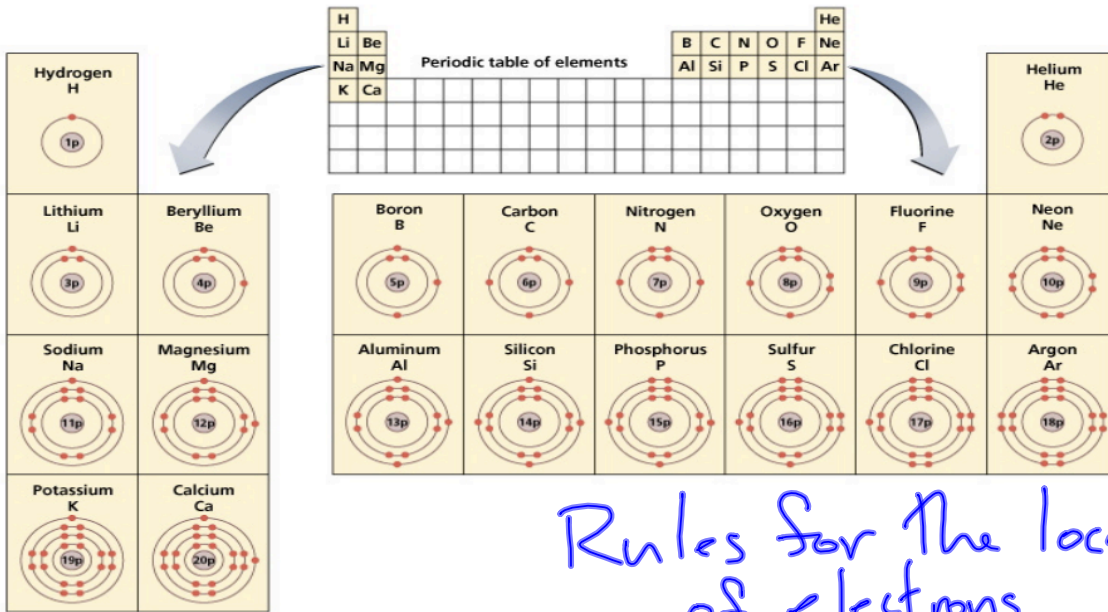 H He
Li Be B C N O F Ne
Na Mg Periodic table of elements Al Si P S Cl Ar
K Ca
Hydrogen
H
1p
Helium
He
2p
Lithium
Li
3p
Beryllium
Be
4p
Boron
B
5p
Carbon
C
6p
Nitrogen
N
7p
Oxygen
O
8p
Fluorine
F
9p
Neon
Ne
10p
Sodium
Na
11p
Magnesium
Mg
12p
Aluminum
Al
13p
Silicon
Si
14p
Phosphorus
P
15p
Sulfur
S
16p
Chlorine
Cl
17p
Argon
Ar
18p
Potassium
K
19p
Calcium
Ca
20p
Rules for the
of electrons